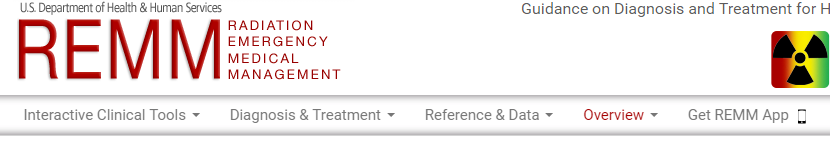 U.S. Department of Health & Human Services
Guidance on Diagnosis and Treatment for H
REMM
RADIATION
EMERGENCY
MEDICAL
MANAGEMENT
Interactive Clinical Tools
Diagnosis & Treatment
Reference & Data
Overview
Get REMM App